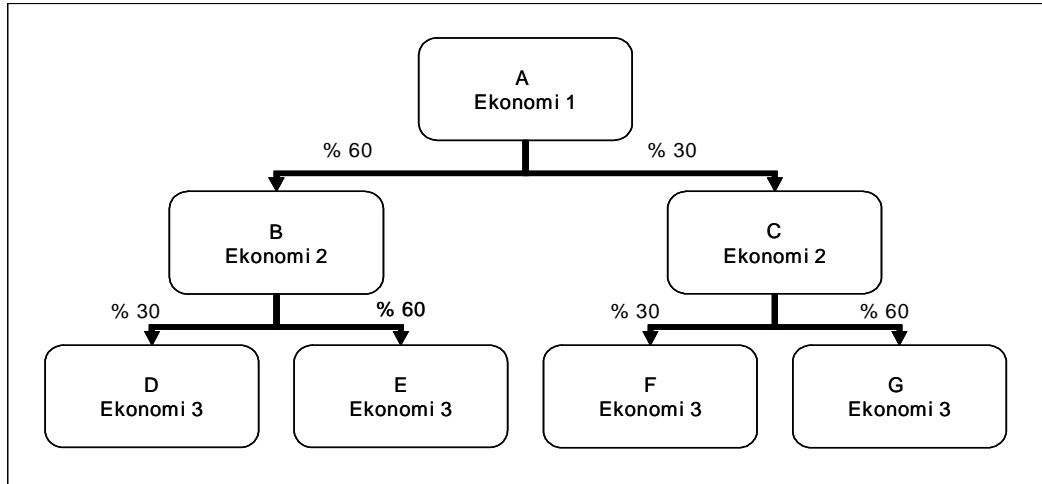 A
Ekonomi 1
% 60
% 30
B
Ekonomi 2
C
Ekonomi 2
% 30
% 60
% 30
% 60
D
Ekonomi 3
E
Ekonomi 3
F
Ekonomi 3
G
Ekonomi 3